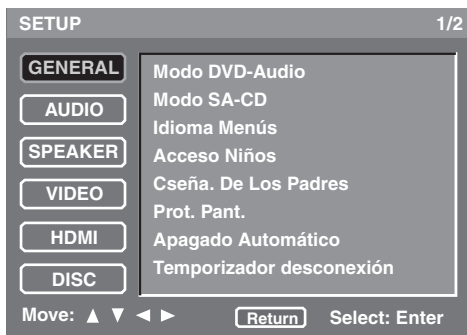 SETUP 1/2
GENERAL
AUDIO
SPEAKER
VIDEO
HDMI
DISC
Modo DVD-Audio
Modo SA-CD
Idioma Menús
Acceso Niños
Cseña. De Los Padres
Prot. Pant.
Apagado Automático
Temporizador desconexión
Move: ▲ ▼ ◄ ► Return Select: Enter